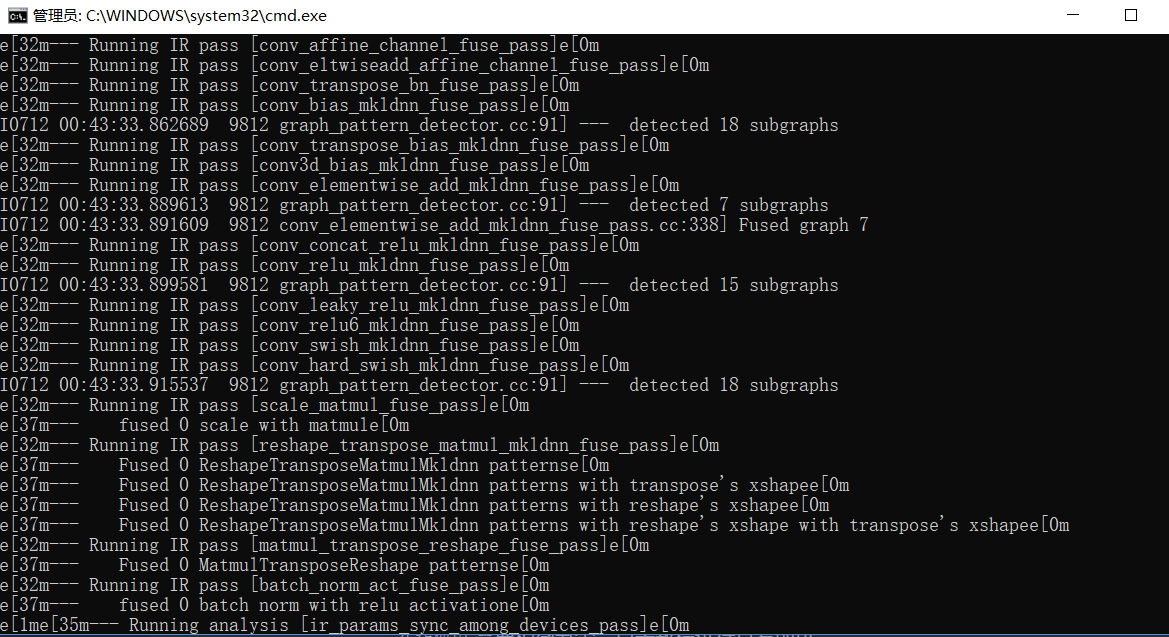 管理员: C:\WINDOWS\system32\cmd.exe
e[32m--- Running IR pass [conv_affine_channel_fuse_pass]e[0m
e[32m--- Running IR pass [conv_eltwiseadd_affine_channel_fuse_pass]e[0m
e[32m--- Running IR pass [conv_transpose_bn_fuse_pass]e[0m
e[32m--- Running IR pass [conv_bias_mkldnn_fuse_pass]e[0m
I0712 00:43:33.862689  9812 graph_pattern_detector.cc:91] ---  detected 18 subgraphs
e[32m--- Running IR pass [conv_transpose_bias_mkldnn_fuse_pass]e[0m
e[32m--- Running IR pass [conv3d_bias_mkldnn_fuse_pass]e[0m
e[32m--- Running IR pass [conv_elementwise_add_mkldnn_fuse_pass]e[0m
I0712 00:43:33.889613  9812 graph_pattern_detector.cc:91] ---  detected 7 subgraphs
I0712 00:43:33.891609  9812 conv_elementwise_add_mkldnn_fuse_pass.cc:338] Fused graph 7
e[32m--- Running IR pass [conv_concat_relu_mkldnn_fuse_pass]e[0m
e[32m--- Running IR pass [conv_relu_mkldnn_fuse_pass]e[0m
I0712 00:43:33.899581  9812 graph_pattern_detector.cc:91] ---  detected 15 subgraphs
e[32m--- Running IR pass [conv_leaky_relu_mkldnn_fuse_pass]e[0m
e[32m--- Running IR pass [conv_relu6_mkldnn_fuse_pass]e[0m
e[32m--- Running IR pass [conv_swish_mkldnn_fuse_pass]e[0m
e[32m--- Running IR pass [conv_hard_swish_mkldnn_fuse_pass]e[0m
I0712 00:43:33.915537  9812 graph_pattern_detector.cc:91] ---  detected 18 subgraphs
e[32m--- Running IR pass [scale_matmul_fuse_pass]e[0m
e[37m---    fused 0 scale with matmule[0m
e[32m--- Running IR pass [reshape_transpose_matmul_mkldnn_fuse_pass]e[0m
e[37m---    Fused 0 ReshapeTransposeMatmulMkldnn patternse[0m
e[37m---    Fused 0 ReshapeTransposeMatmulMkldnn patterns with transpose's xshapee[0m
e[37m---    Fused 0 ReshapeTransposeMatmulMkldnn patterns with reshape's xshapee[0m
e[37m---    Fused 0 ReshapeTransposeMatmulMkldnn patterns with reshape's xshape with transpose's xshapee[0m
e[32m--- Running IR pass [matmul_transpose_reshape_fuse_pass]e[0m
e[37m---    Fused 0 MatmulTransposeReshape patternse[0m
e[32m--- Running IR pass [batch_norm_act_fuse_pass]e[0m
e[37m---    fused 0 batch norm with relu activatione[0m
e[1me[35m--- Running analysis [ir_params_sync_among_devices_pass]e[0m